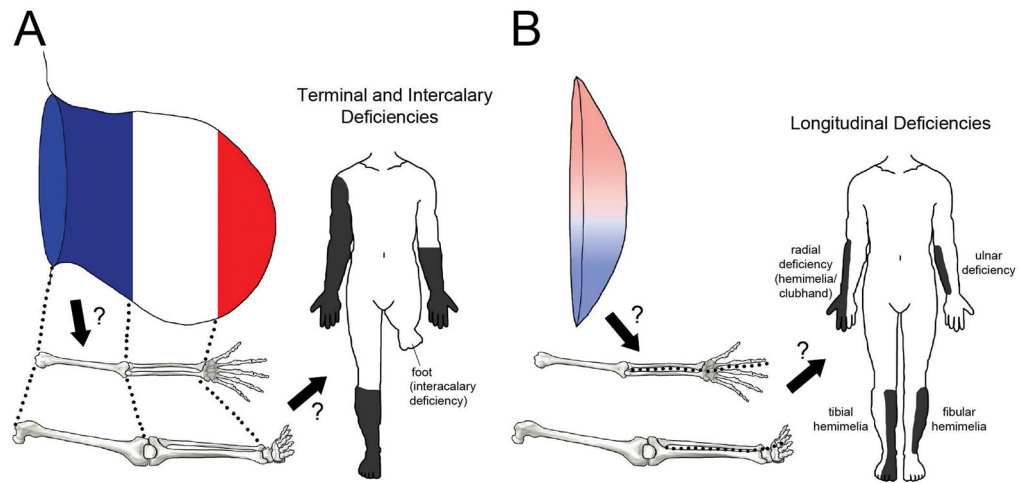 A
Terminal and Intercalary
Deficiencies
?
?
foot
(interacalary
deficiency)
B
Longitudinal Deficiencies
radial
deficiency
(hemimelia/
clubhand)
ulnar
deficiency
?
?
tibial
hemimelia
fibular
hemimelia